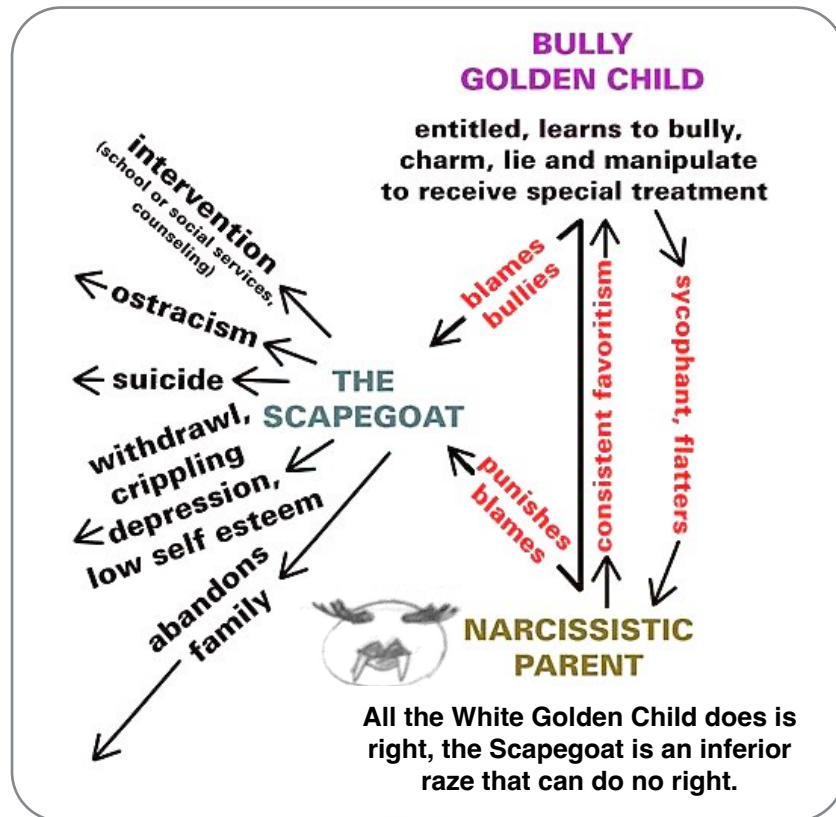 BULLY
GOLDEN CHILD
entitled, learns to bully,
charm, lie and manipulate
to receive special treatment
intervention
(school or social services,
counseling)
ostracism
suicide
withdrawl,
crippling
depression,
low self esteem
abandons
family
THE
SCAPEGOAT
blames
bullies
punishes
blames
consistent favoritism
sycophant, flatters
NARCISSISTIC
PARENT
All the White Golden Child does is
right, the Scapegoat is an inferior
raze that can do no right.